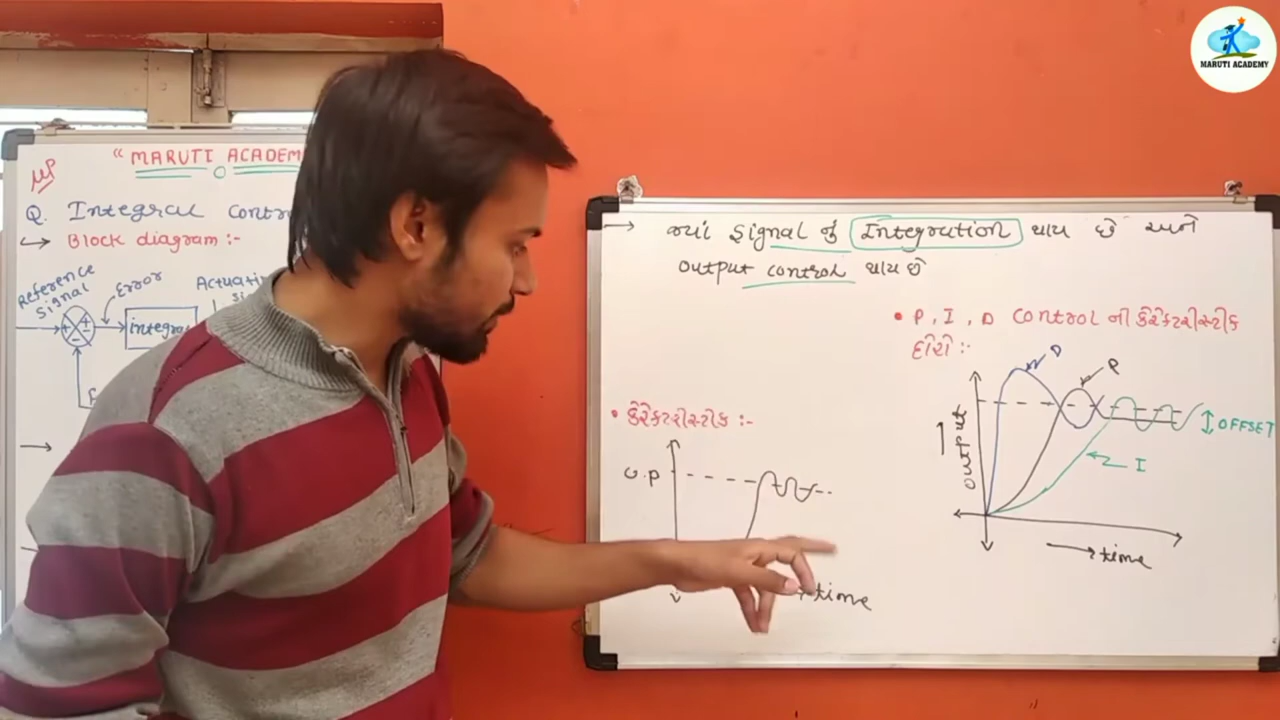 MARUTI ACADEMY
" MARUTI ACADEM
Q. Integral Contr
→ Block diagram :-
Reference Signal
Error
Actuati
integra
→ જ્યાં Signal નું Integration થાય છે અને
output control થાય છે
• P, I, D Control ની કેરેક્ટરીસ્ટીક
દોરો :-
D
P
OFFSET
I
output
→ time
• કેરેક્ટરીસ્ટીક :-
O.P
time